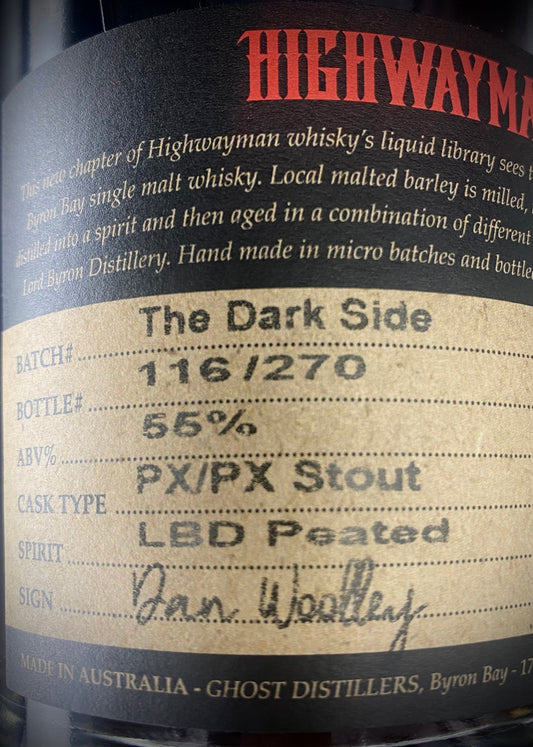 HIGHWAYMA
This new chapter of Highwayman whisky's liquid library sees t
Byron Bay single malt whisky. Local malted barley is milled,
distilled into a spirit and then aged in a combination of different
Lord Byron Distillery. Hand made in micro batches and bottled
BATCH# The Dark Side
BOTTLE# 116/270
ABV% 55%
CASK TYPE PX/PX Stout
SPIRIT LBD Peated
SIGN Dan Woolley
MADE IN AUSTRALIA - GHOST DISTILLERS, Byron Bay - 17